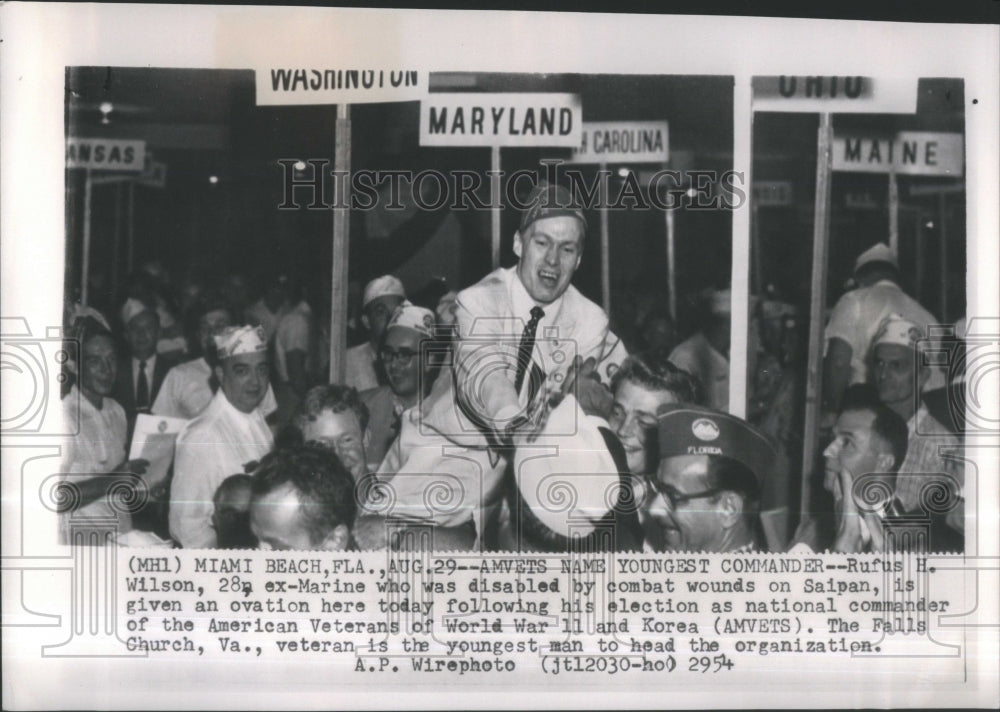 WASHINGTON
OHIO
MARYLAND
CAROLINA
MAINE
ANSAS
HISTORIC IMAGES
FLORIDA
(MH1) MIAMI BEACH,FLA.,AUG.29--AMVETS NAME YOUNGEST COMMANDER--Rufus H.
Wilson, 28, ex-Marine who was disabled by combat wounds on Saipan, is
given an ovation here today following his election as national commander
of the American Veterans of World War 11 and Korea (AMVETS). The Falls
Church, Va., veteran is the youngest man to head the organization.
A.P. Wirephoto (jtl2030-ho) 2954